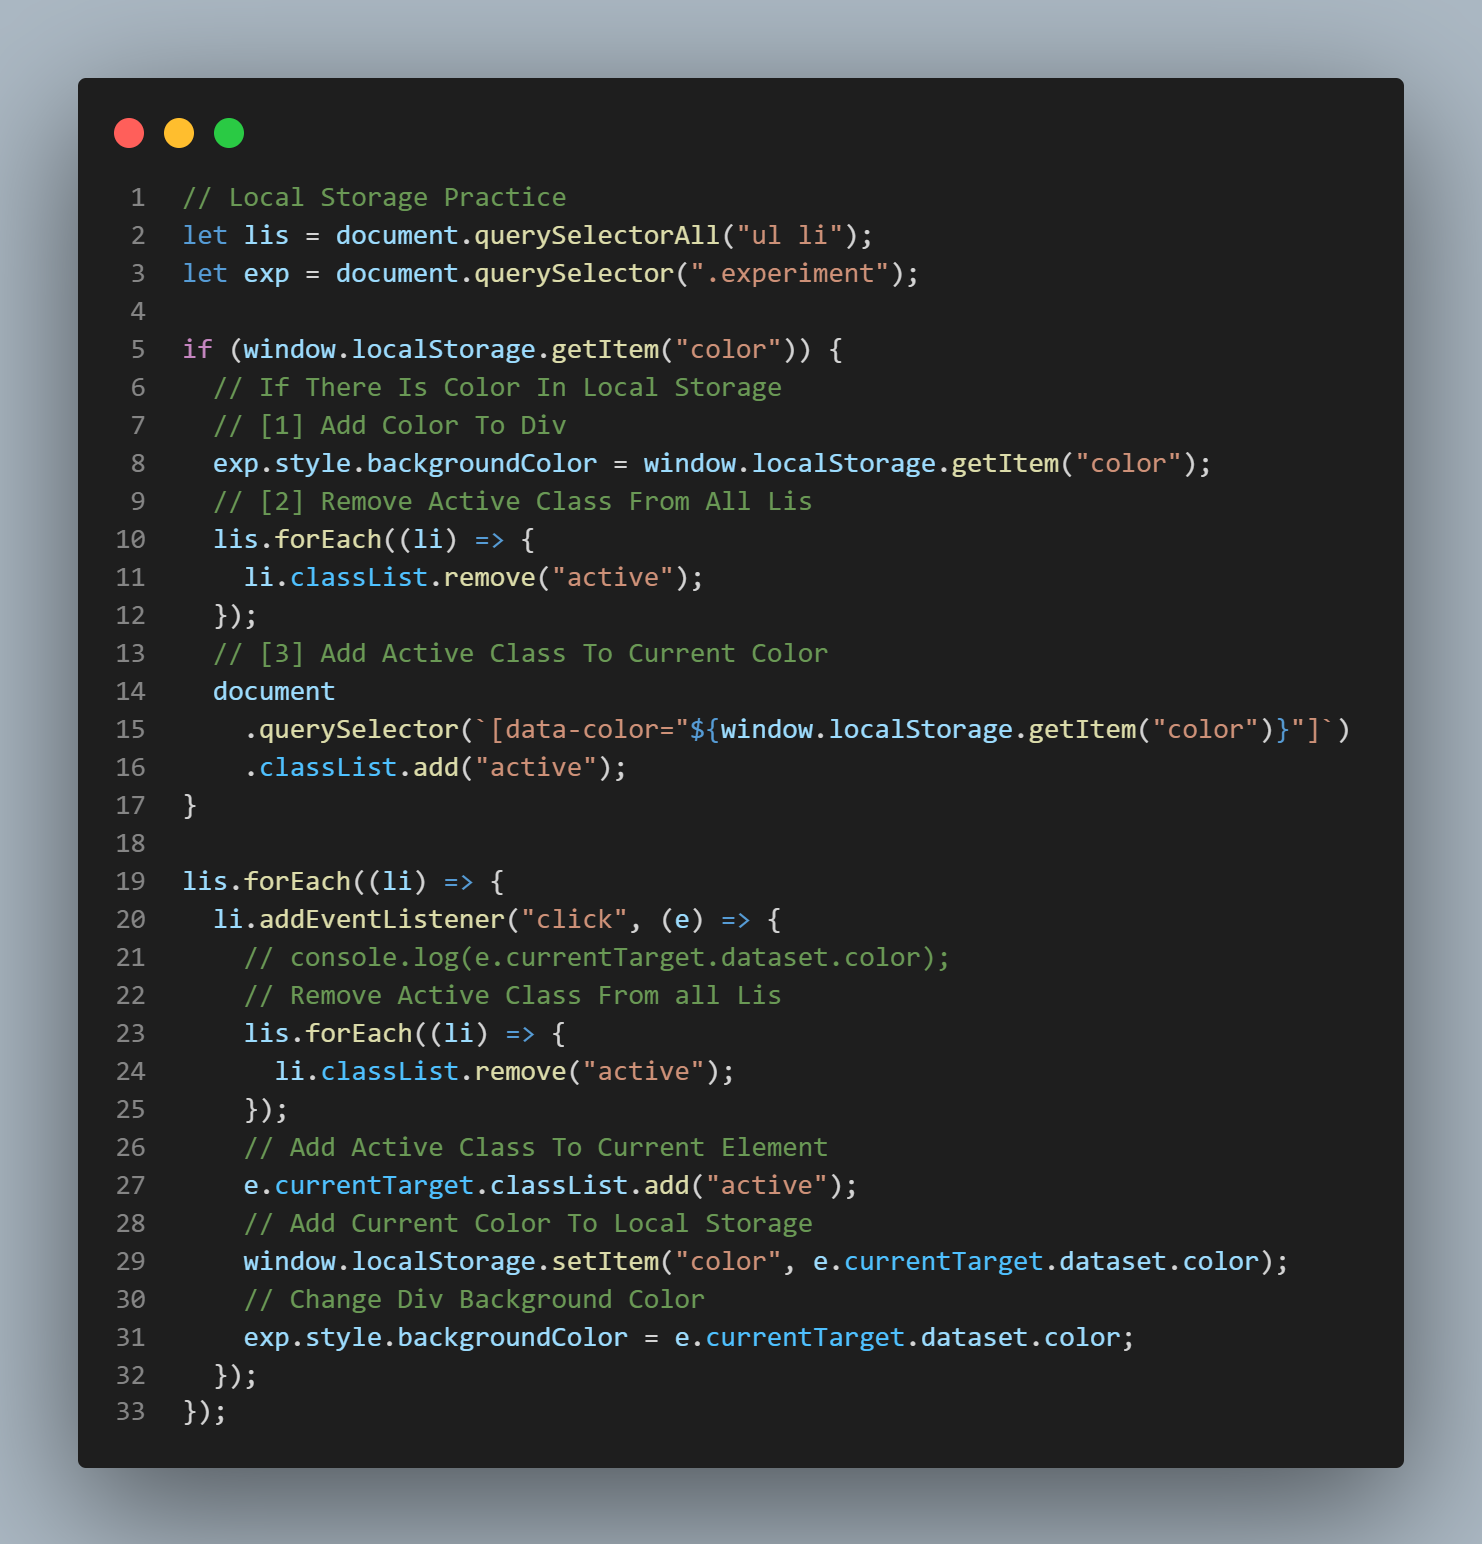 1 // Local Storage Practice
2 let lis = document.querySelectorAll("ul li");
3 let exp = document.querySelector(".experiment");
4
5 if (window.localStorage.getItem("color")) {
6   // If There Is Color In Local Storage
7   // [1] Add Color To Div
8   exp.style.backgroundColor = window.localStorage.getItem("color");
9   // [2] Remove Active Class From All Lis
10   lis.forEach((li) => {
11     li.classList.remove("active");
12   });
13   // [3] Add Active Class To Current Color
14   document
15     .querySelector(`[data-color="${window.localStorage.getItem("color")}"]`)
16     .classList.add("active");
17 }
18
19 lis.forEach((li) => {
20   li.addEventListener("click", (e) => {
21     // console.log(e.currentTarget.dataset.color);
22     // Remove Active Class From all Lis
23     lis.forEach((li) => {
24       li.classList.remove("active");
25     });
26     // Add Active Class To Current Element
27     e.currentTarget.classList.add("active");
28     // Add Current Color To Local Storage
29     window.localStorage.setItem("color", e.currentTarget.dataset.color);
30     // Change Div Background Color
31     exp.style.backgroundColor = e.currentTarget.dataset.color;
32   });
33 });